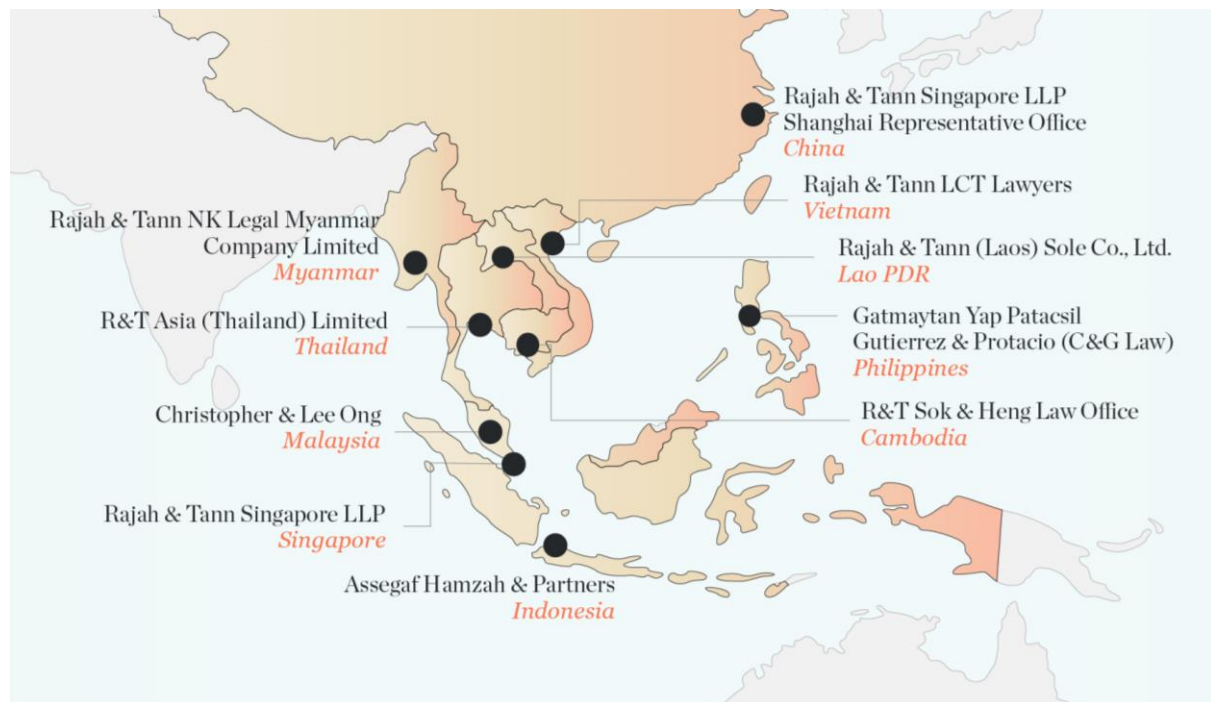 Rajah & Tann Singapore LLP
Shanghai Representative Office
China
Rajah & Tann LCT Lawyers
Vietnam
Rajah & Tann NK Legal Myanmar
Company Limited
Myanmar
Rajah & Tann (Laos) Sole Co., Ltd.
Lao PDR
R&T Asia (Thailand) Limited
Thailand
Gatmaytan Yap Patacsil
Gutierrez & Protacio (C&G Law)
Philippines
Christopher & Lee Ong
Malaysia
R&T Sok & Heng Law Office
Cambodia
Rajah & Tann Singapore LLP
Singapore
Assegaf Hamzah & Partners
Indonesia